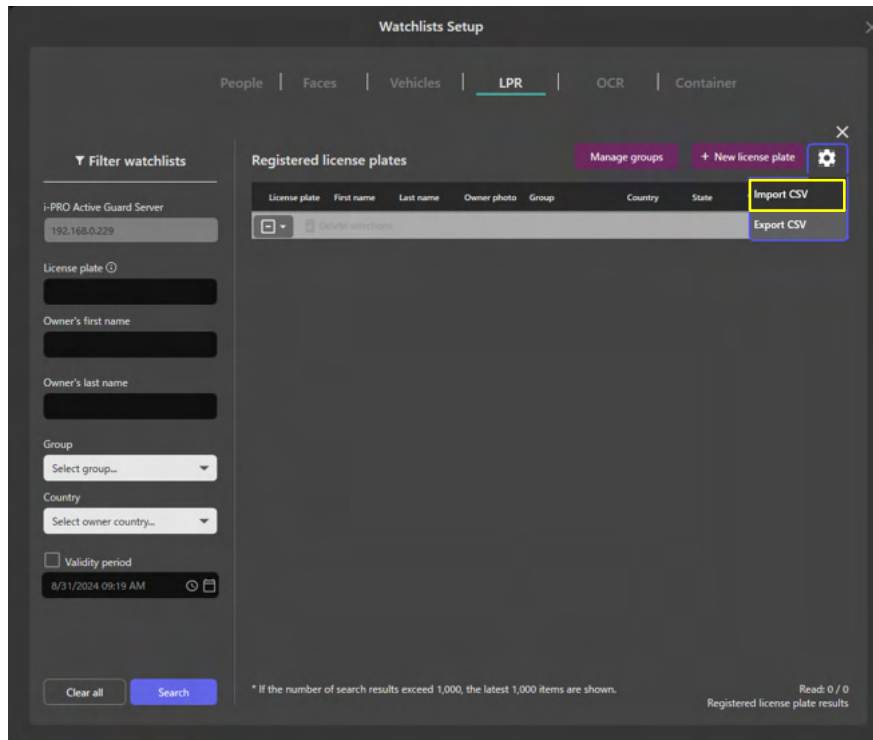 Watchlists Setup
People | Faces | Vehicles | LPR | OCR | Container
Filter watchlists
i-PRO Active Guard Server
192.168.0.229
License plate
Owner's first name
Owner's last name
Group
Select group...
Country
Select owner country...
Validity period
8/31/2024 09:19 AM
Clear all
Search
Registered license plates
Manage groups
+ New license plate
Import CSV
Export CSV
License plate First name Last name Owner photo Group Country State
Delete selections
* If the number of search results exceed 1,000, the latest 1,000 items are shown.
Read: 0 / 0
Registered license plate results